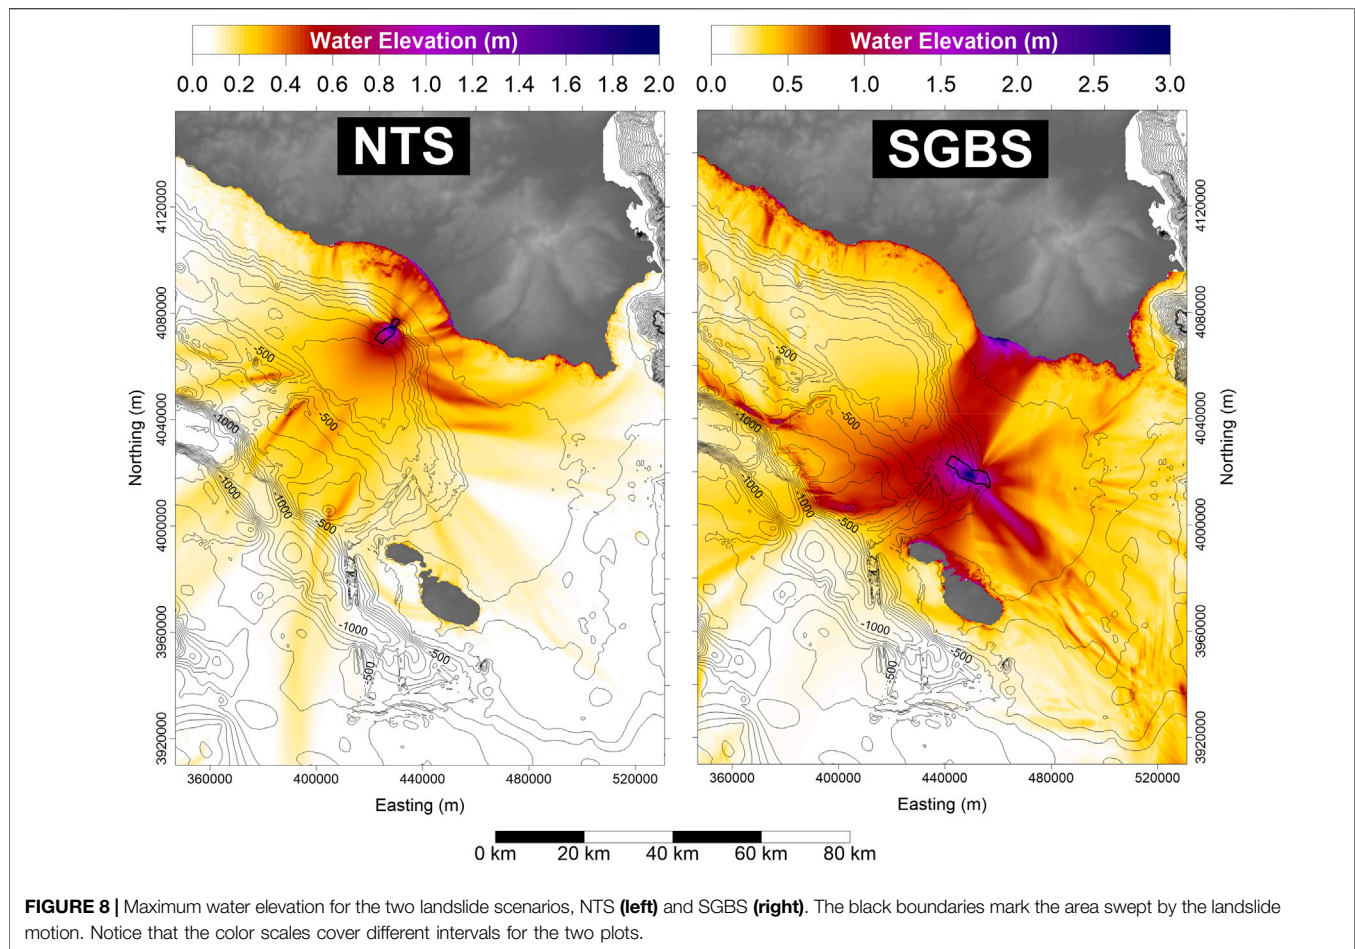 Water Elevation (m)
0.0 0.2 0.4 0.6 0.8 1.0 1.2 1.4 1.6 1.8 2.0
Water Elevation (m)
0.0 0.5 1.0 1.5 2.0 2.5 3.0
NTS
SGBS
4120000
4080000
4040000
4000000
3960000
3920000
Northing (m)
-500
-1000
-500
-1000
-1000
-500
-1000
-500
-500
360000 400000 440000 480000 520000
Easting (m)
-500
-1000
-500
-1000
-1000
-500
-1000
-500
-500
4120000
4080000
4040000
4000000
3960000
3920000
Northing (m)
360000 400000 440000 480000 520000
Easting (m)
0 km 20 km 40 km 60 km 80 km
FIGURE 8 | Maximum water elevation for the two landslide scenarios, NTS (left) and SGBS (right). The black boundaries mark the area swept by the landslide
motion. Notice that the color scales cover different intervals for the two plots.